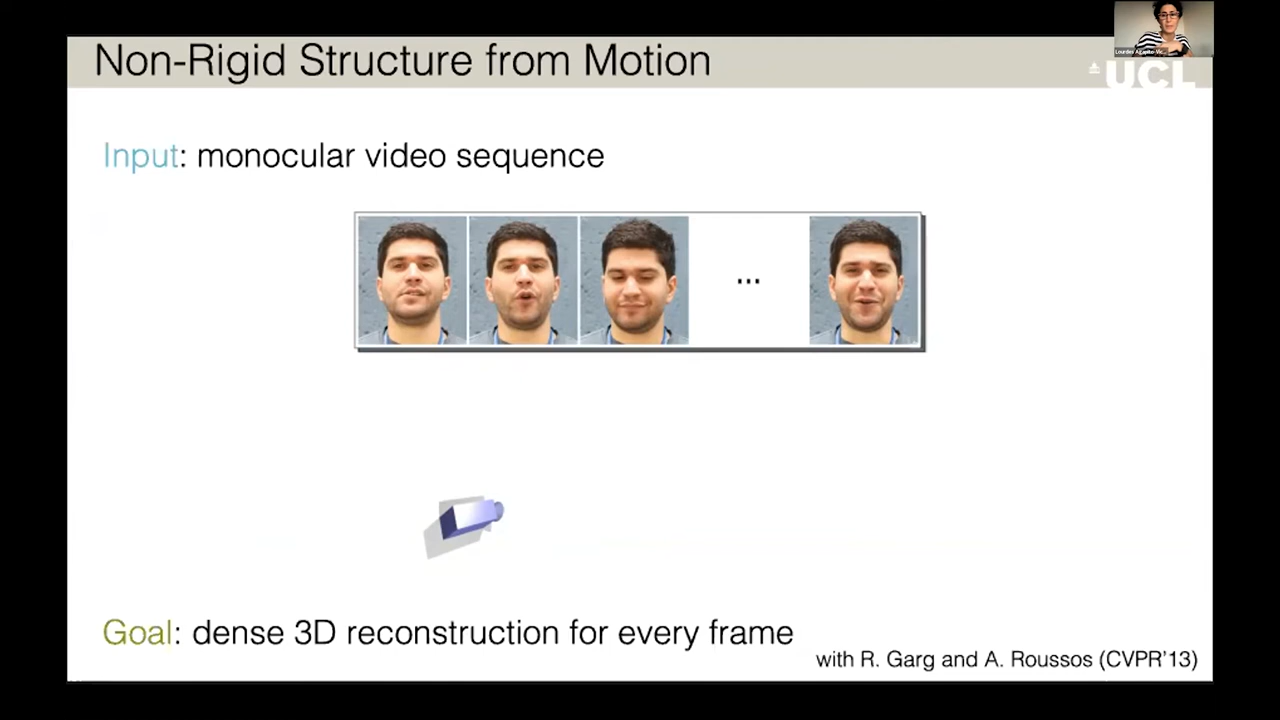 Non-Rigid Structure from Motion
UCL
Input: monocular video sequence
...
Goal: dense 3D reconstruction for every frame
with R. Garg and A. Roussos (CVPR'13)